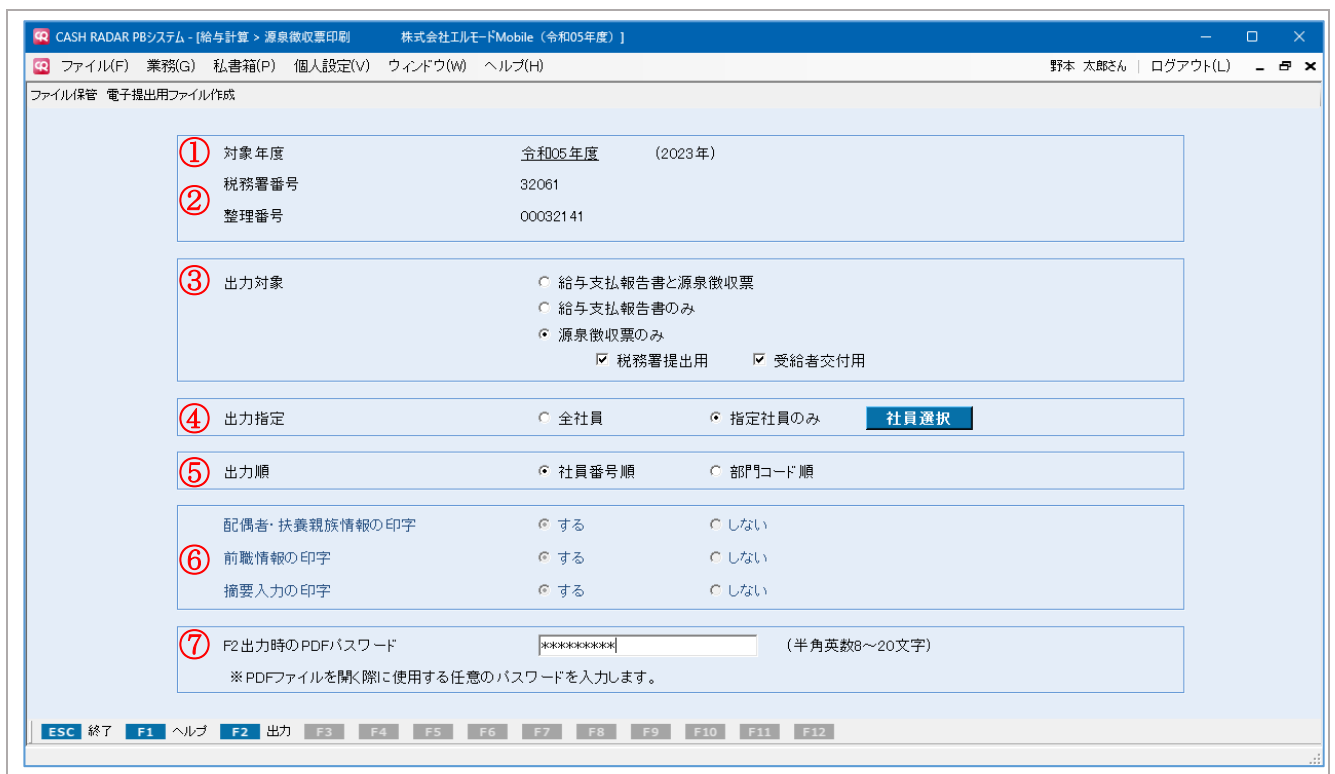 CASH RADAR PBシステム - [給与計算 > 源泉徴収票印刷 株式会社エルモードMobile（令和05年度）]
ファイル(F) 業務(G) 私書箱(P) 個人設定(V) ウィンドウ(W) ヘルプ(H) 野本 太郎さん | ログアウト(L)
ファイル保管 電子提出用ファイル作成
① 対象年度 令和05年度 (2023年)
税務署番号 32061
②
整理番号 00032141
③ 出力対象 給与支払報告書と源泉徴収票
給与支払報告書のみ
源泉徴収票のみ
税務署提出用 受給者交付用
④ 出力指定 全社員 指定社員のみ 社員選択
⑤ 出力順 社員番号順 部門コード順
配偶者・扶養親族情報の印字 する しない
⑥ 前職情報の印字 する しない
摘要入力の印字 する しない
⑦ F2出力時のPDFパスワード ********* (半角英数8～20文字)
※PDFファイルを開く際に使用する任意のパスワードを入力します。
ESC 終了 F1 ヘルプ F2 出力 F3 F4 F5 F6 F7 F8 F9 F10 F11 F12